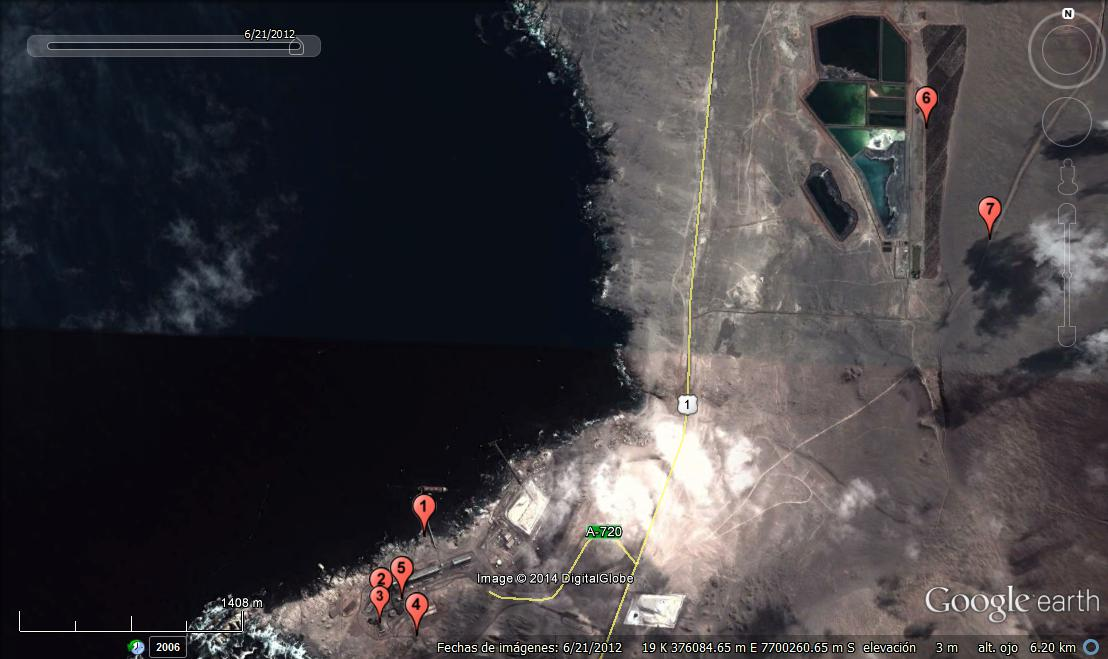 6/21/2012
N
6
7
1
1
A-720
5
2
Image © 2014 DigitalGlobe
3
4
1408 m
Google earth
2006
Fechas de imágenes: 6/21/2012 19 K 376084.65 m E 7700260.65 m S elevación 3 m alt. ojo 6.20 km